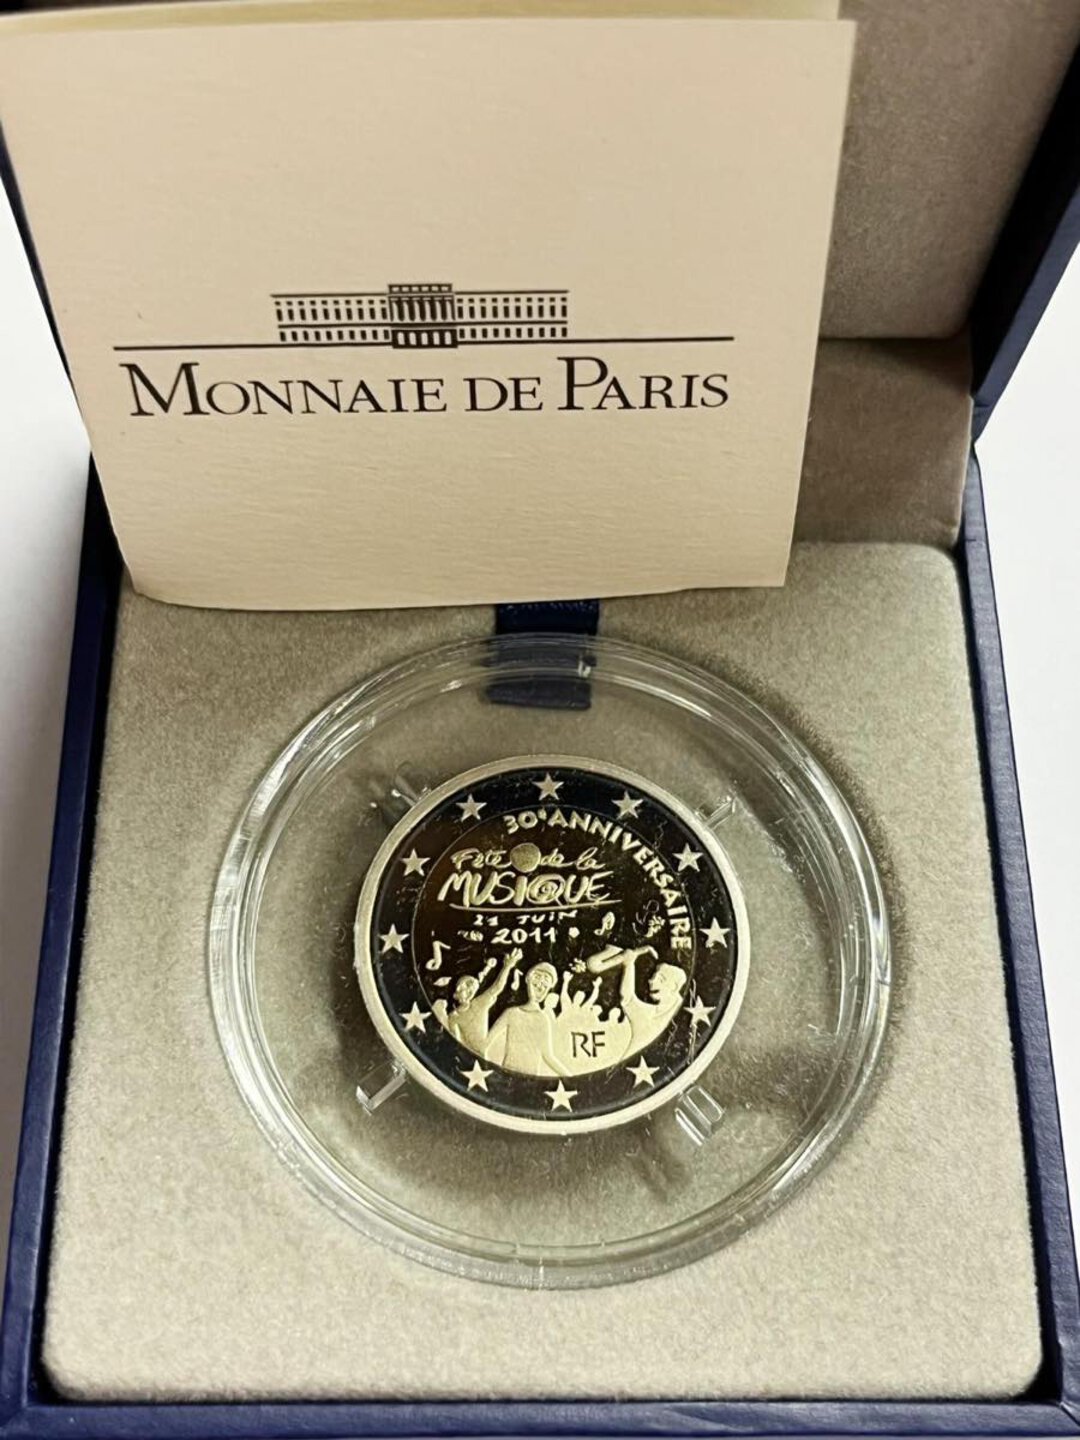 MONNAIE DE PARIS
30e ANNIVERSAIRE
Fête de la
MUSIQUE
21 JUIN
2011
RF